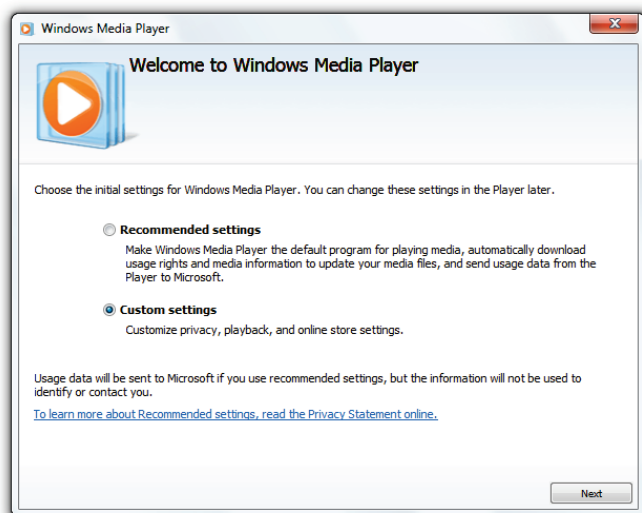 Windows Media Player
Welcome to Windows Media Player
Choose the initial settings for Windows Media Player. You can change these settings in the Player later.
Recommended settings
Make Windows Media Player the default program for playing media, automatically download
usage rights and media information to update your media files, and send usage data from the
Player to Microsoft.
Custom settings
Customize privacy, playback, and online store settings.
Usage data will be sent to Microsoft if you use recommended settings, but the information will not be used to
identify or contact you.
To learn more about Recommended settings, read the Privacy Statement online.
Next